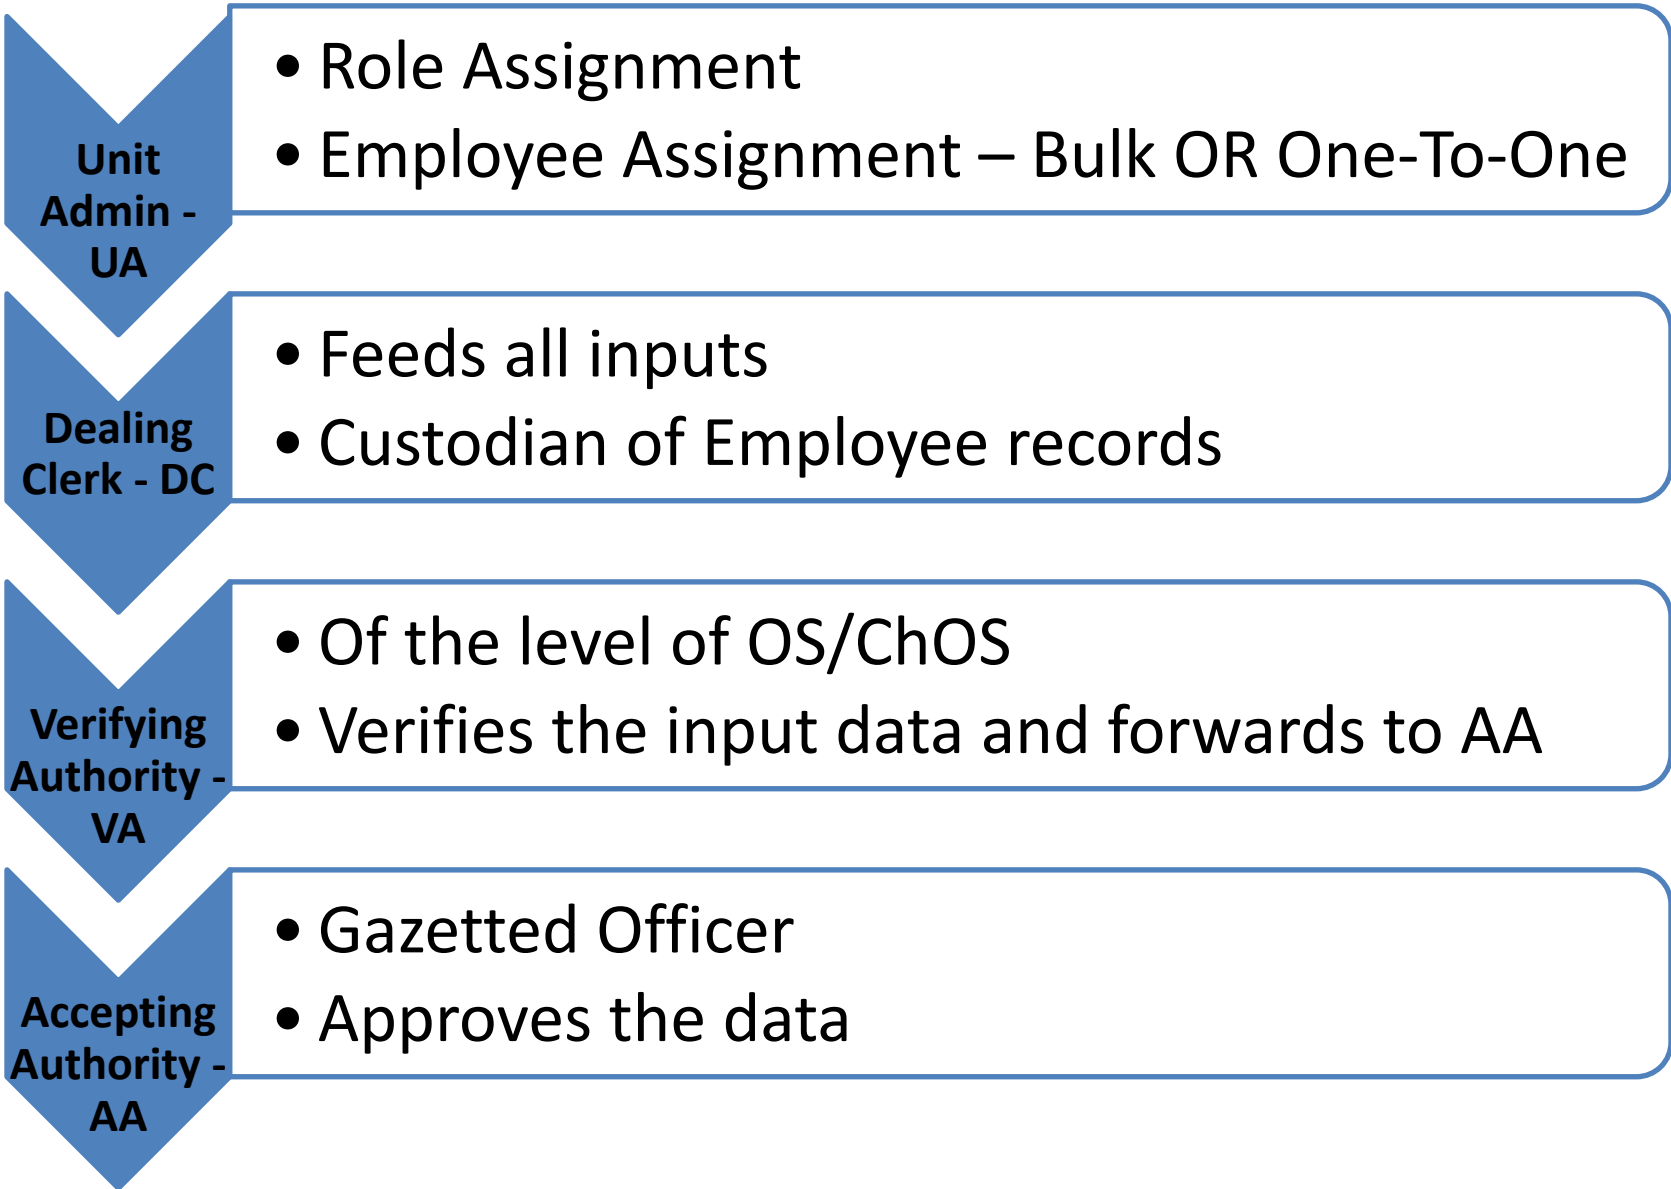 Unit
Admin -
UA
• Role Assignment
• Employee Assignment – Bulk OR One-To-One
Dealing
Clerk - DC
• Feeds all inputs
• Custodian of Employee records
Verifying
Authority -
VA
• Of the level of OS/ChOS
• Verifies the input data and forwards to AA
Accepting
Authority -
AA
• Gazetted Officer
• Approves the data